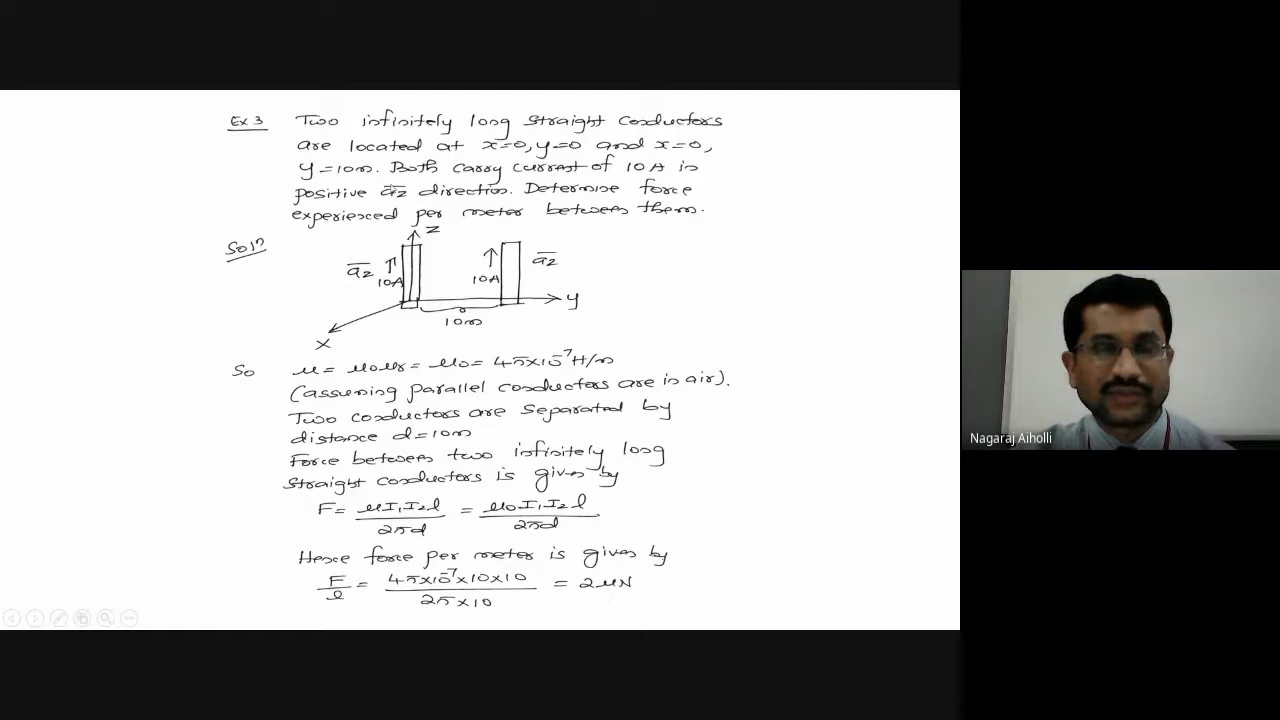 Ex 3 Two infinitely long straight conductors
are located at x=0, y=0 and x=0,
y=10m. Both carry current of 10 A in
positive a̅z direction. Determine force
experienced per meter between them.
Solⁿ
z
a̅z 10A 10A a̅z
y
10m
x
So μ = μ0μr = μ0 = 4π×10⁻⁷ H/m
(assuming parallel conductors are in air).
Two conductors are separated by
distance d=10m
Force between two infinitely long
straight conductors is given by
F = μI₁I₂l / 2πd = μ0I₁I₂l / 2πd
Hence force per meter is given by
F/l = 4π×10⁻⁷×10×10 / 2π×10 = 2μN
Nagaraj Aiholli